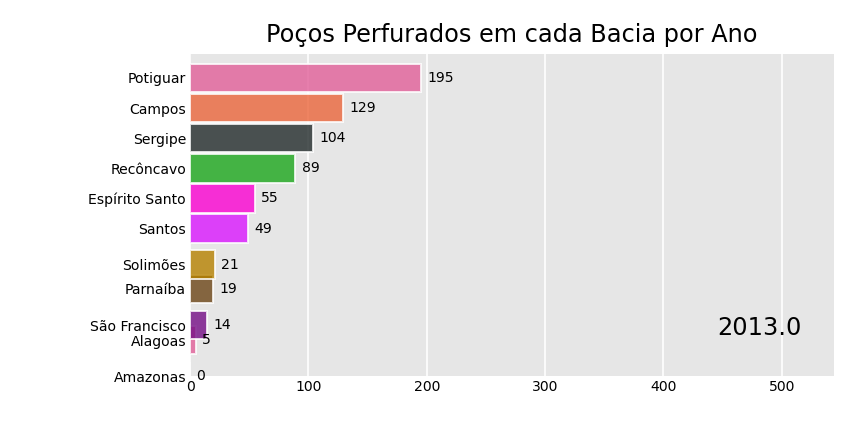 Poços Perfurados em cada Bacia por Ano
Potiguar 195
Campos 129
Sergipe 104
Recôncavo 89
Espírito Santo 55
Santos 49
Solimões 21
Parnaíba 19
São Francisco 14
2013.0
Alagoas 5
Amazonas 0
0 100 200 300 400 500